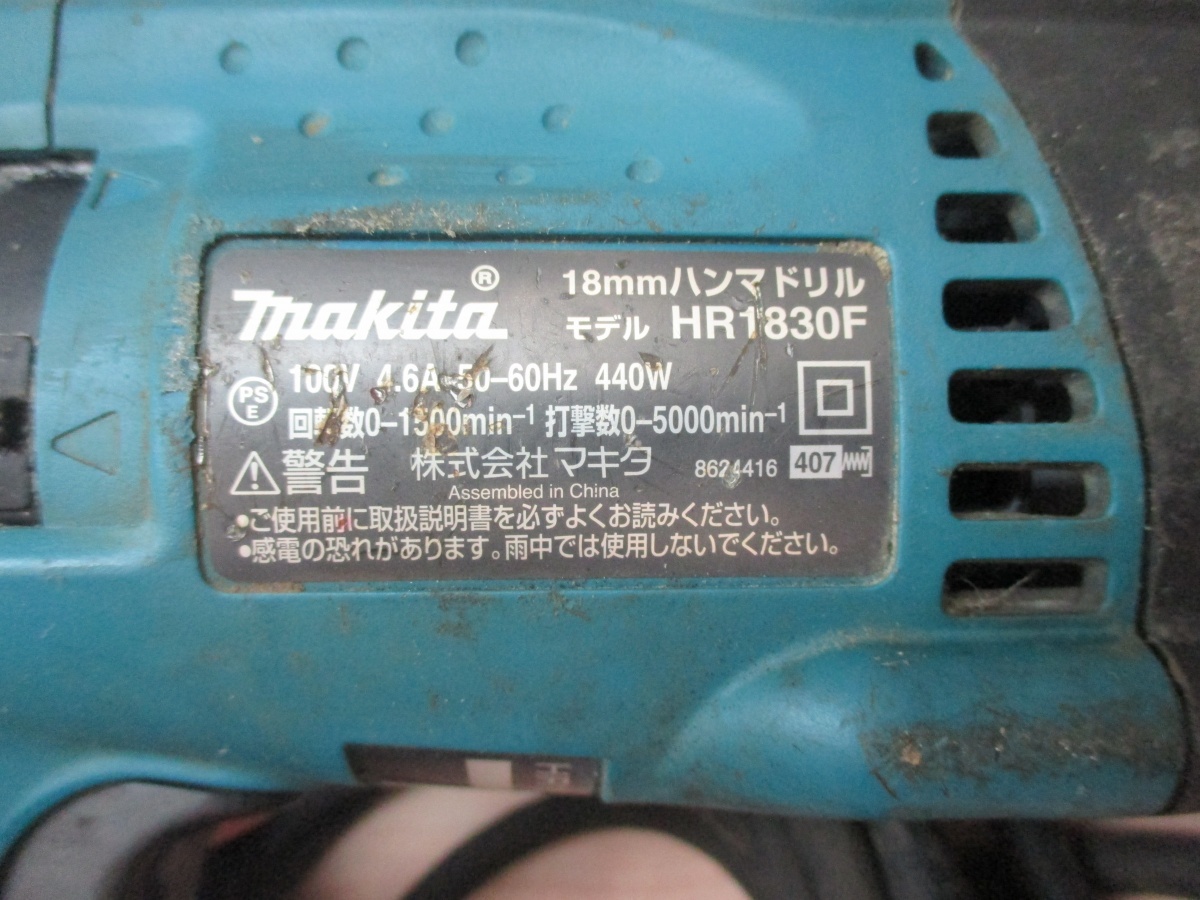 makita®
18mmハンマドリル
モデル HR1830F
PS E
100V 4.6A 50–60Hz 440W
回転数0–1500min⁻¹ 打撃数0–5000min⁻¹
警告 株式会社マキタ 8624416 407
Assembled in China
•ご使用前に取扱説明書を必ずよくお読みください。
•感電の恐れがあります。雨中では使用しないでください。